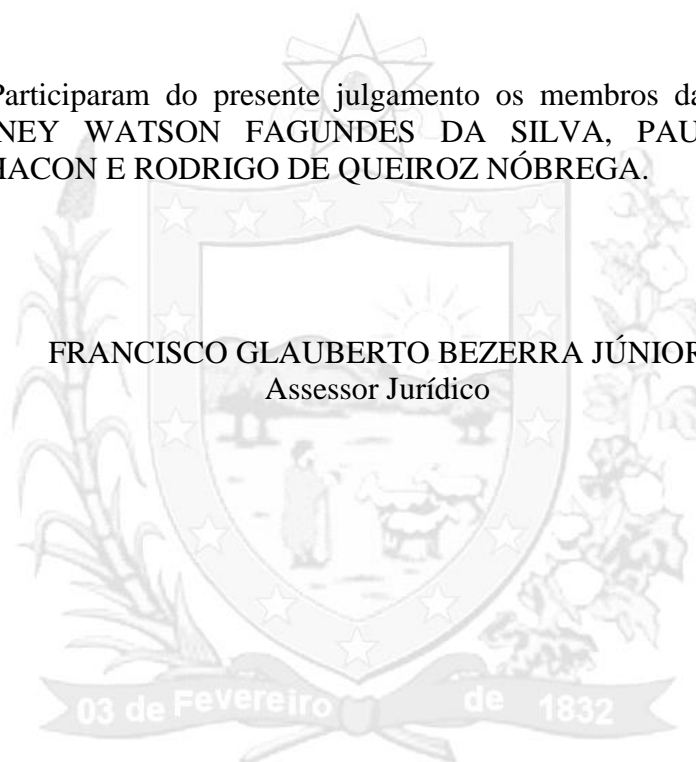 Participaram do presente julgamento os membros da
NEY WATSON FAGUNDES DA SILVA, PAU
HACON E RODRIGO DE QUEIROZ NÓBREGA.
FRANCISCO GLAUBERTO BEZERRA JÚNIOR
Assessor Jurídico
03 de Fevereiro de 1832